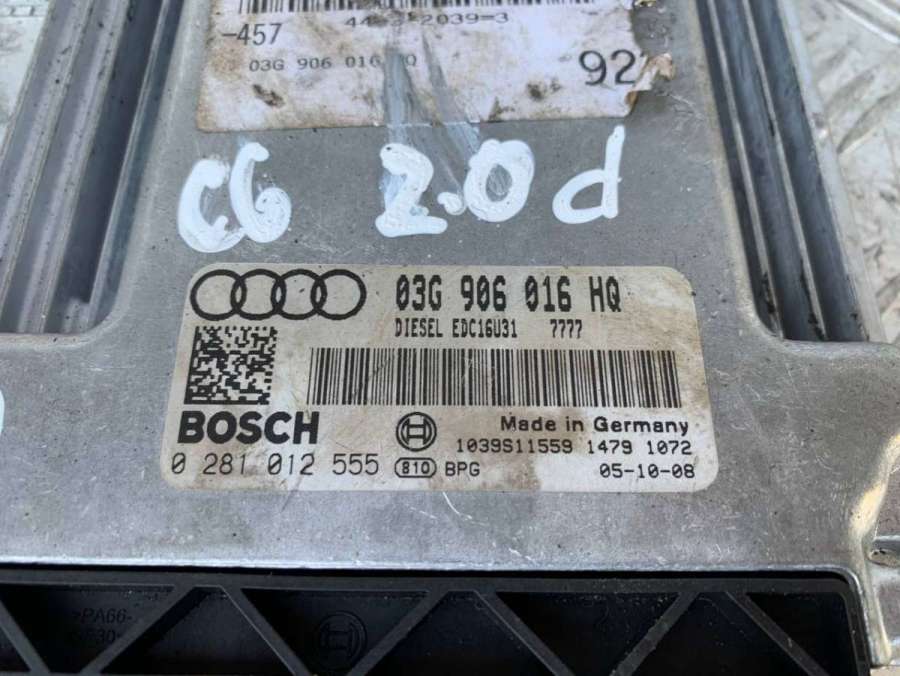 -457
03G 906 016
92
C6 2.0d
03G 906 016 HQ
DIESEL EDC16U31 7777
BOSCH
Made in Germany
1039S11559 1479 1072
0 281 012 555 810 BPG
05-10-08
>PA66-